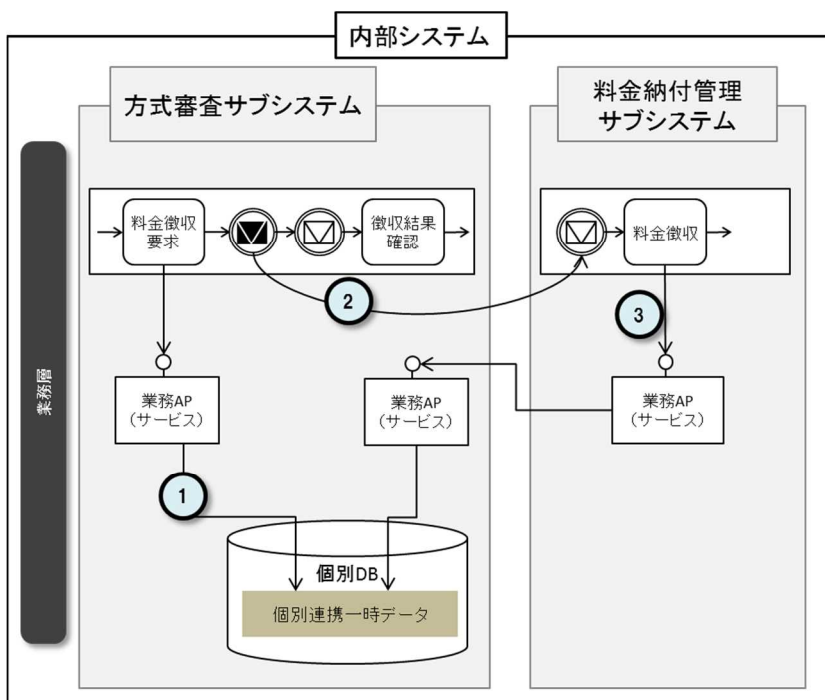 内部システム
方式審査サブシステム
料金納付管理
サブシステム
業務層
料金徴収
要求
徴収結果
確認
料金徴収
2
3
業務AP
(サービス)
業務AP
(サービス)
業務AP
(サービス)
1
個別DB
個別連携一時データ